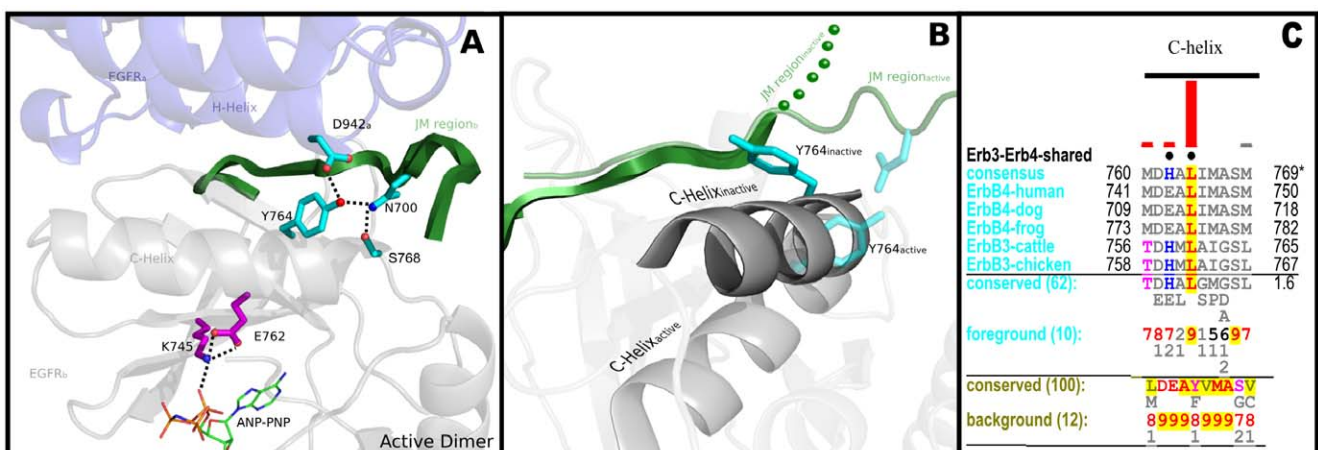 A
EGFRa
H-Helix
D942a
JM regionb
Y764
N700
C-Helix
S768
E762
K745
EGFRb
ANP-PNP
Active Dimer
B
JM regioninactive
JM regionactive
Y764inactive
C-Helixinactive
Y764active
C-Helixactive
C
C-helix
Erb3-Erb4-shared
consensus 760 MDHALIMASM 769*
ErbB4-human 741 MDEALIMASM 750
ErbB4-dog 709 MDEALIMASM 718
ErbB4-frog 773 MDEALIMASM 782
ErbB3-cattle 756 TDHMLAIGSL 765
ErbB3-chicken 758 TDHMLAIGSL 767
conserved (62): TDHALGMGSL 1.6
EEL SPD
A
foreground (10): 7872915697
121 111
2
conserved (100): LDEAYVMASV
M F GC
background (12): 8999899978
1 1 21